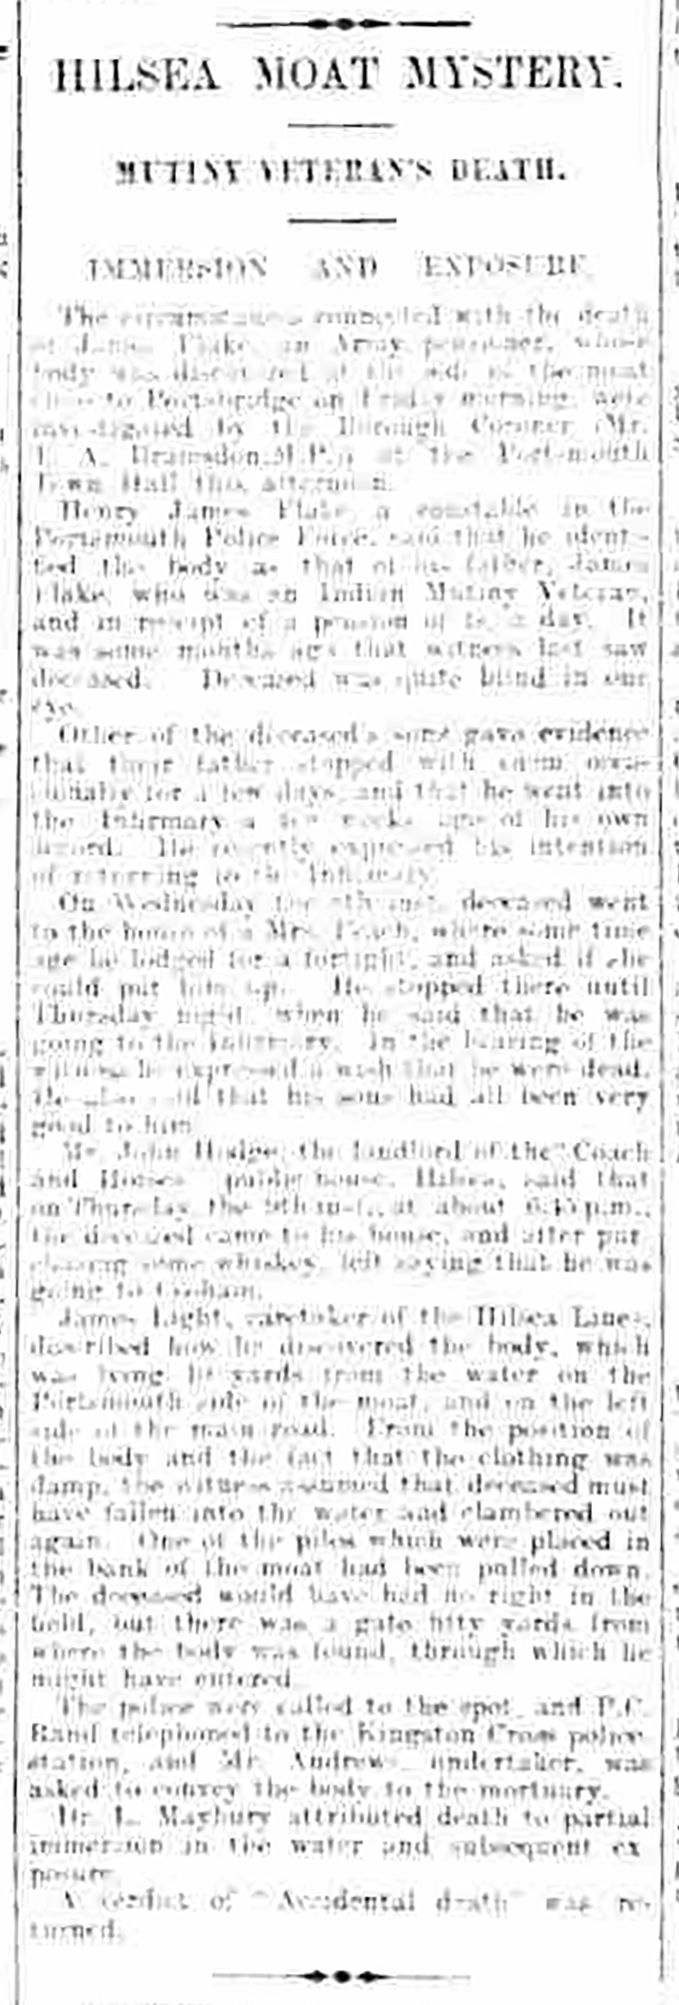 HILSEA MOAT MYSTERY.
MUTINY VETERAN'S DEATH.
IMMERSION AND EXPOSURE.
The circumstances connected with the death
of James Flake, an Army pensioner, whose
body was discovered at the side of the moat
close to Portsbridge on Friday morning, were
investigated by the Borough Coroner (Mr.
T. A. Bramsdon, M.P.) at the Portsmouth
Town Hall this afternoon.
Henry James Flake, a constable in the
Portsmouth Police Force, said that he identi-
fied the body as that of his father, James
Flake, who was an Indian Mutiny Veteran,
and in receipt of a pension of a day. It
was some months ago that witness last saw
deceased. Deceased was quite blind in one
eye.
Other of the deceased's sons gave evidence
that their father stopped with them occa-
sionally for a few days, and that he went into
the Infirmary a few weeks ago of his own
accord. He recently expressed his intention
of returning to the Infirmary.
On Wednesday the inst. deceased went
to the house of a Mrs. where some time
ago he lodged for a fortnight, and asked if she
could put him up. He stopped there until
Thursday night, when he said that he was
going to the Infirmary. In the hearing of the
witness he expressed a wish that he were dead.
He also said that his sons had all been very
good to him.
Mr. John Hodge, the landlord of the "Coach
and Horses" public house, Hilsea, said that
on Thursday, the 9th inst., at about 6.45 p.m.,
the deceased came to his house, and after pur-
chasing some whiskey, left saying that he was
going to Cosham.
James Light, caretaker of the Hilsea Lines,
described how he discovered the body, which
was lying yards from the water on the
Portsmouth side of the moat, and on the left
side of the main road. From the position of
the body and the fact that the clothing was
damp, the witness assumed that deceased must
have fallen into the water and clambered out
again. One of the piles which were placed in
the bank of the moat had been pulled down.
The deceased would have had no right in the
field, but there was a gate fifty yards from
where the body was found, through which he
might have entered.
The police were called to the spot, and P.C.
Rand telephoned to the Kingston Cross police
station, and Mr. Andrews, undertaker, was
asked to convey the body to the mortuary.
Dr. L. Maybury attributed death to partial
immersion in the water and subsequent ex-
posure.
A verdict of "Accidental death" was re-
turned.